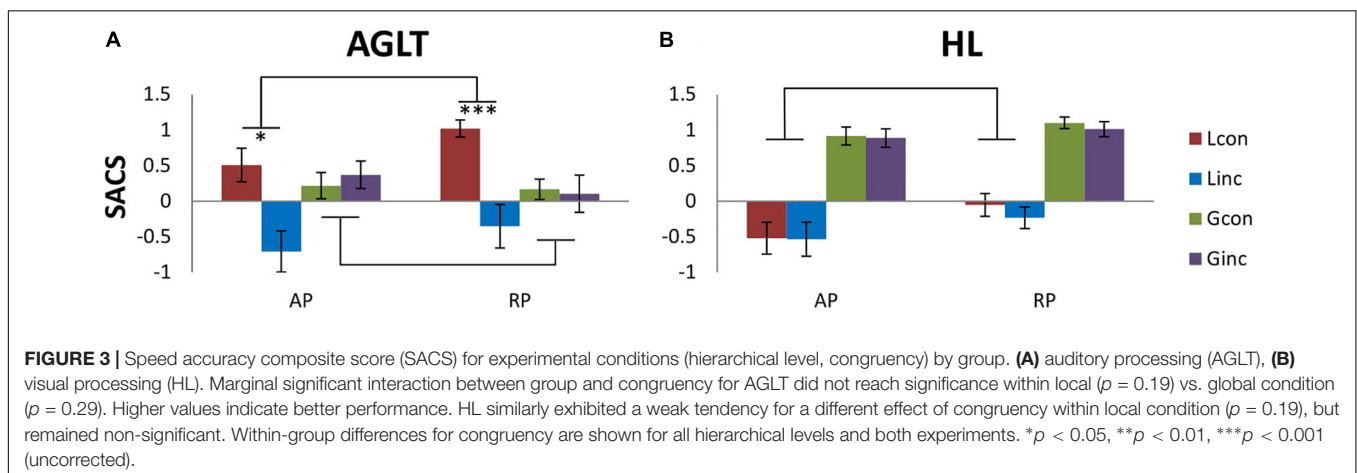 A AGLT B HL
1.5 1.5
* ***
1 1
0.5 0.5
SACS
0 0
-0.5 -0.5
-1 -1
AP RP AP RP
Lcon
Linc
Gcon
Ginc
FIGURE 3 | Speed accuracy composite score (SACS) for experimental conditions (hierarchical level, congruency) by group. (A) auditory processing (AGLT), (B)
visual processing (HL). Marginal significant interaction between group and congruency for AGLT did not reach significance within local (p = 0.19) vs. global condition
(p = 0.29). Higher values indicate better performance. HL similarly exhibited a weak tendency for a different effect of congruency within local condition (p = 0.19), but
remained non-significant. Within-group differences for congruency are shown for all hierarchical levels and both experiments. *p < 0.05, **p < 0.01, ***p < 0.001
(uncorrected).